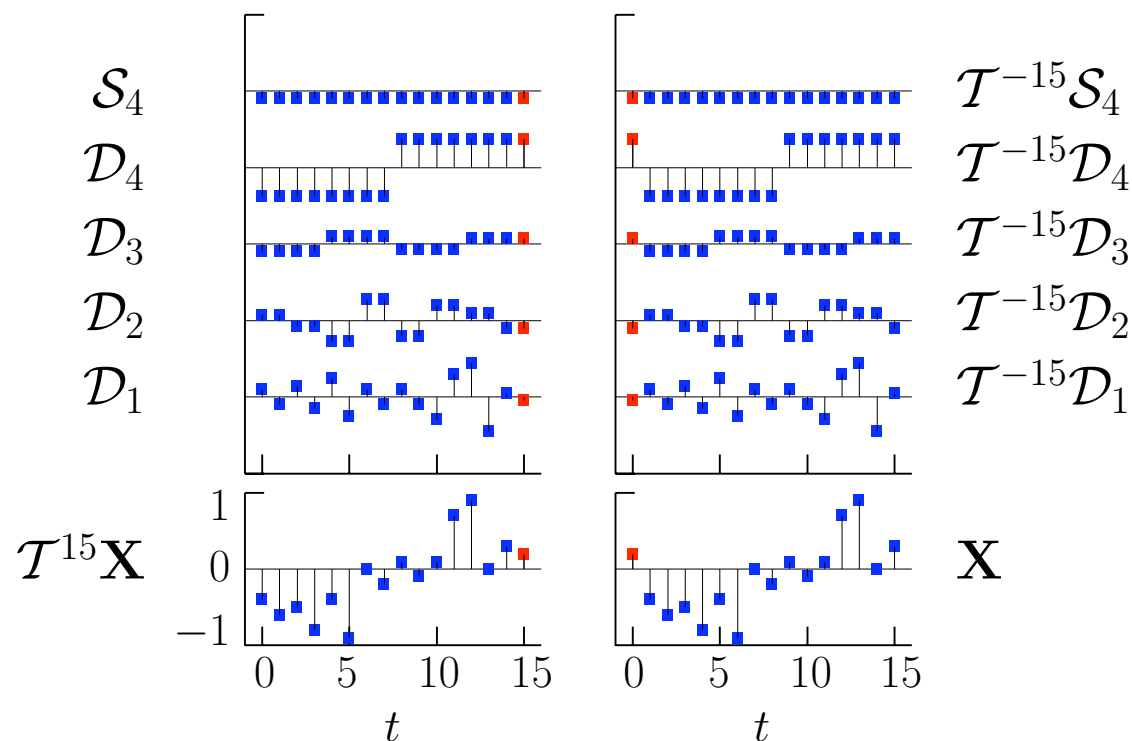 𝒮₄ 𝒯⁻¹⁵𝒮₄
𝒟₄ 𝒯⁻¹⁵𝒟₄
𝒟₃ 𝒯⁻¹⁵𝒟₃
𝒟₂ 𝒯⁻¹⁵𝒟₂
𝒟₁ 𝒯⁻¹⁵𝒟₁
1
𝒯¹⁵𝐗 0 𝐗
−1
0 5 10 15 0 5 10 15
t t